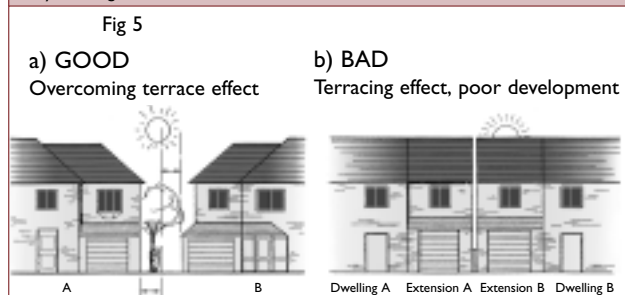 Fig 5
a) GOOD
Overcoming terrace effect
b) BAD
Terracing effect, poor development
A
B
Dwelling A
Extension A
Extension B
Dwelling B